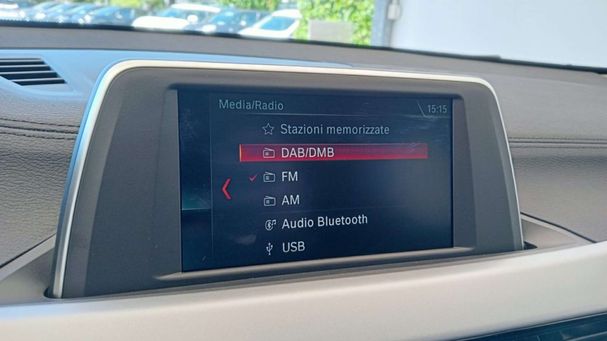 Media/Radio
15:15
Stazioni memorizzate
DAB/DMB
FM
AM
Audio Bluetooth
USB